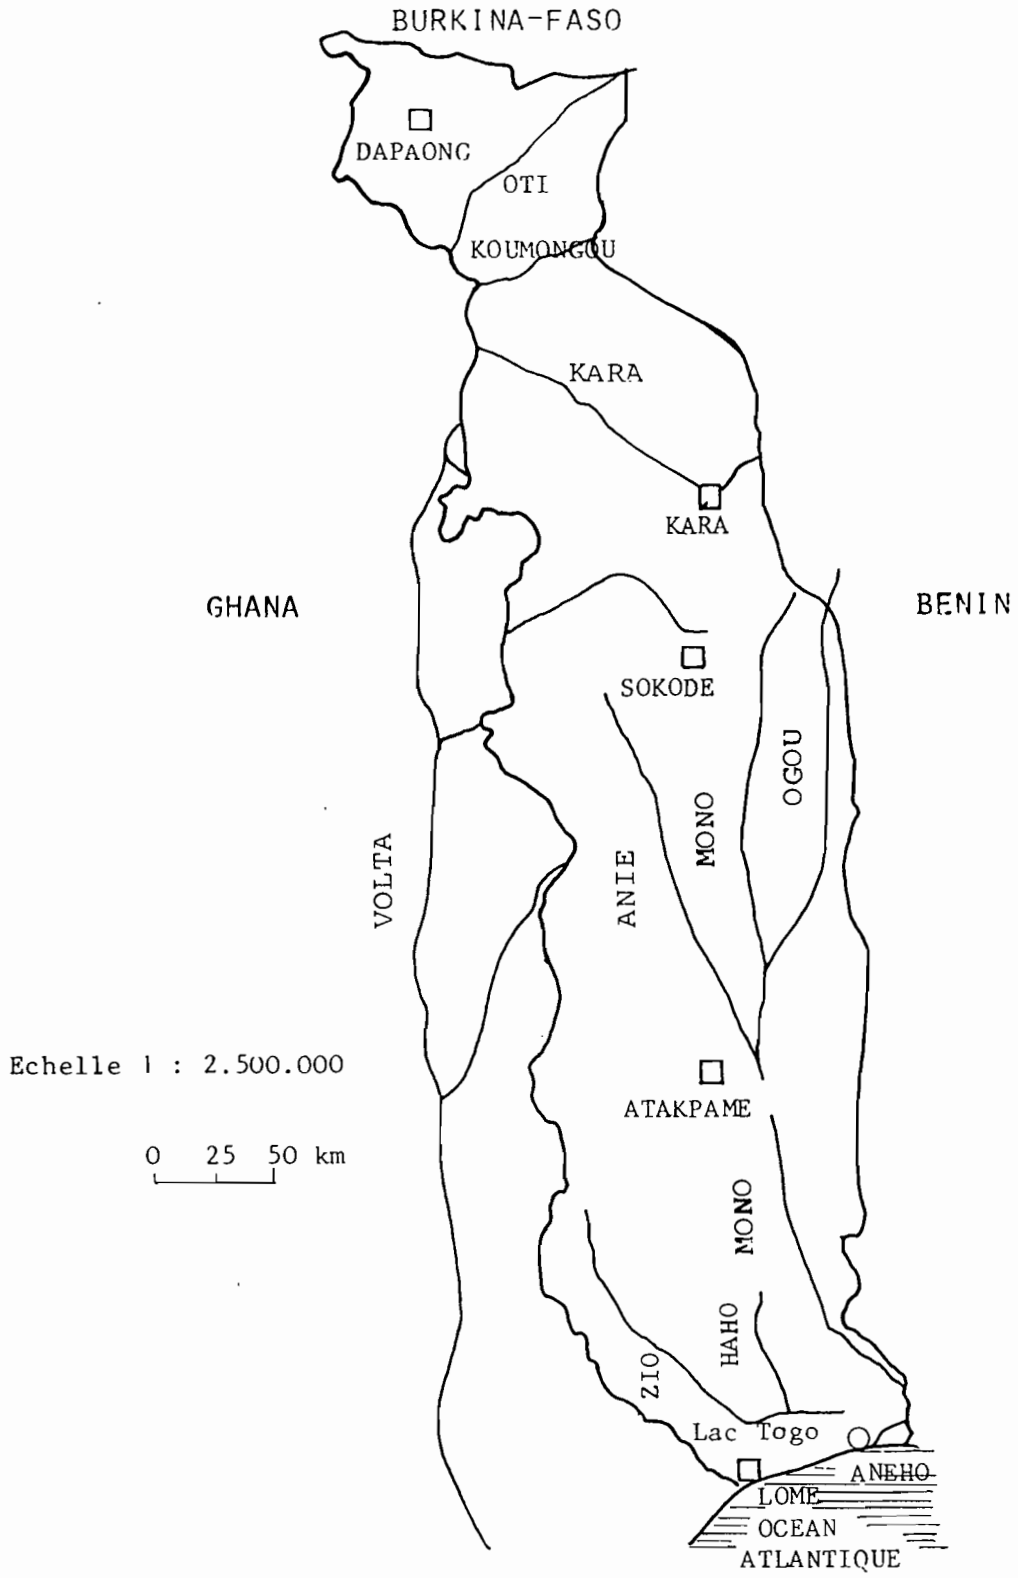 BURKINA-FASO
DAPAONG
OTI
KOUMONGOU
KARA
KARA
GHANA
BENIN
SOKODE
OGOU
MONO
ANIE
VOLTA
Echelle 1 : 2.500.000
ATAKPAME
0 25 50 km
MONO
HAHO
ZIO
Lac Togo
ANEHO
LOME
OCEAN
ATLANTIQUE